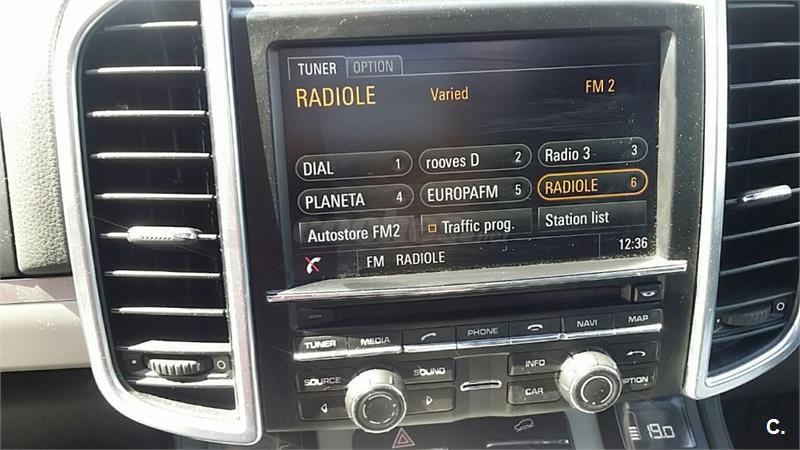 TUNER OPTION
RADIOLE Varied FM 2
DIAL 1 rooves D 2 Radio 3 3
PLANETA 4 EUROPAFM 5 RADIOLE 6
Autostore FM2 Traffic prog. Station list
FM RADIOLE 12:36
TUNER MEDIA PHONE NAVI MAP
SOURCE SOUND INFO
CAR OPTION
19.0
C.